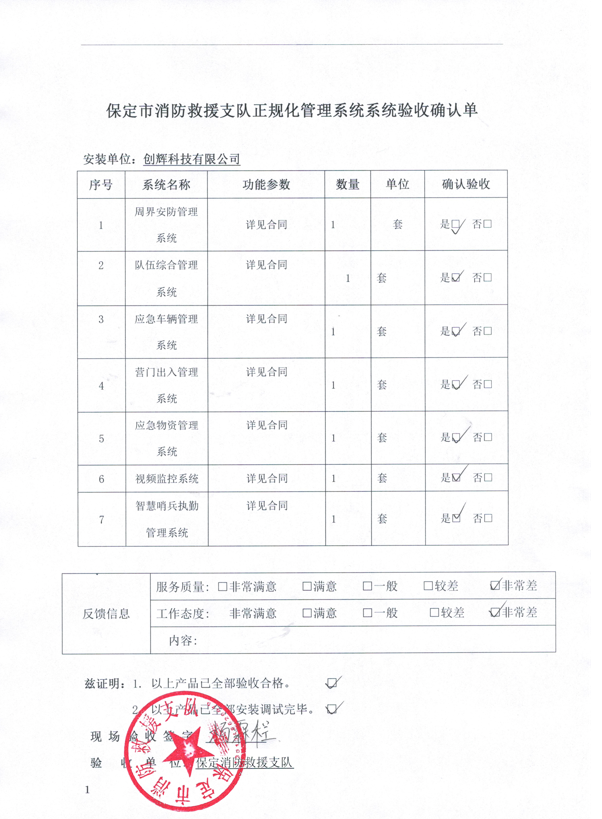 保定市消防救援支队正规化管理系统系统验收确认单
安装单位：创辉科技有限公司
序号 系统名称 功能参数 数量 单位 确认验收
1 周界安防管理系统 详见合同 1 套 是☑ 否□
2 队伍综合管理系统 详见合同 1 套 是☑ 否□
3 应急车辆管理系统 详见合同 1 套 是☑ 否□
4 营门出入管理系统 详见合同 1 套 是☑ 否□
5 应急物资管理系统 详见合同 1 套 是☑ 否□
6 视频监控系统 详见合同 1 套 是☑ 否□
7 智慧哨兵执勤管理系统 详见合同 1 套 是☑ 否□
反馈信息
服务质量：□非常满意 □满意 □一般 □较差 ☑非常差
工作态度： 非常满意 □满意 □一般 □较差 ☑非常差
内容：
兹证明：1. 以上产品已全部验收合格。 ☑
2. 以上产品已全部安装调试完毕。 ☑
现场验收签字
验收单位：保定消防救援支队
保定市消防救援支队
1